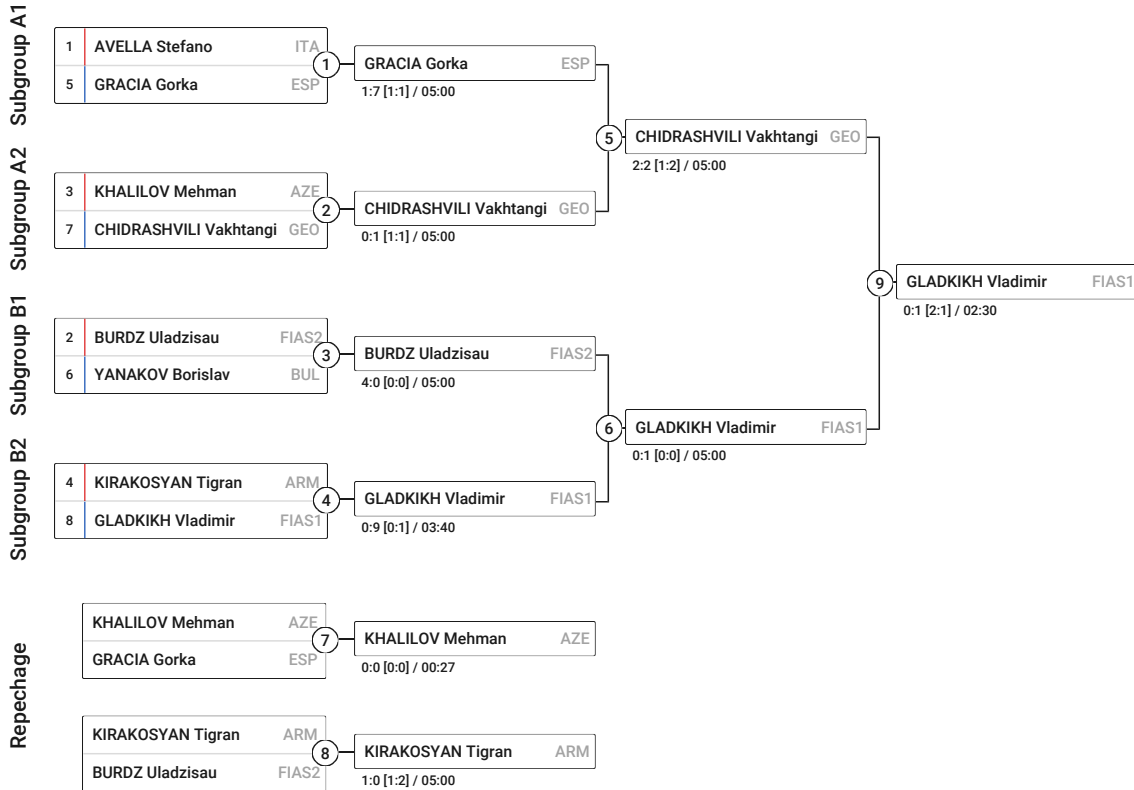 Subgroup A1
1 AVELLA Stefano ITA
5 GRACIA Gorka ESP
1
GRACIA Gorka ESP
1:7 [1:1] / 05:00
Subgroup A2
3 KHALILOV Mehman AZE
7 CHIDRASHVILI Vakhtangi GEO
2
CHIDRASHVILI Vakhtangi GEO
0:1 [1:1] / 05:00
5
CHIDRASHVILI Vakhtangi GEO
2:2 [1:2] / 05:00
Subgroup B1
2 BURDZ Uladzisau FIAS2
6 YANAKOV Borislav BUL
3
BURDZ Uladzisau FIAS2
4:0 [0:0] / 05:00
Subgroup B2
4 KIRAKOSYAN Tigran ARM
8 GLADKIKH Vladimir FIAS1
4
GLADKIKH Vladimir FIAS1
0:9 [0:1] / 03:40
6
GLADKIKH Vladimir FIAS1
0:1 [0:0] / 05:00
9
GLADKIKH Vladimir FIAS1
0:1 [2:1] / 02:30
Repechage
KHALILOV Mehman AZE
GRACIA Gorka ESP
7
KHALILOV Mehman AZE
0:0 [0:0] / 00:27
KIRAKOSYAN Tigran ARM
BURDZ Uladzisau FIAS2
8
KIRAKOSYAN Tigran ARM
1:0 [1:2] / 05:00